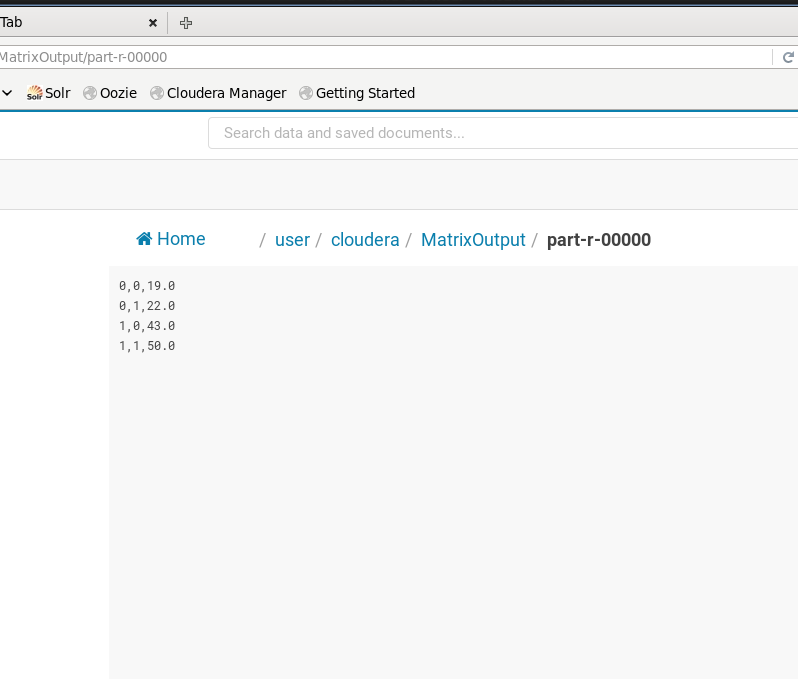 Tab
MatrixOutput/part-r-00000
Solr Solr Oozie Cloudera Manager Getting Started
Search data and saved documents...
Home / user / cloudera / MatrixOutput / part-r-00000
0,0,19.0
0,1,22.0
1,0,43.0
1,1,50.0